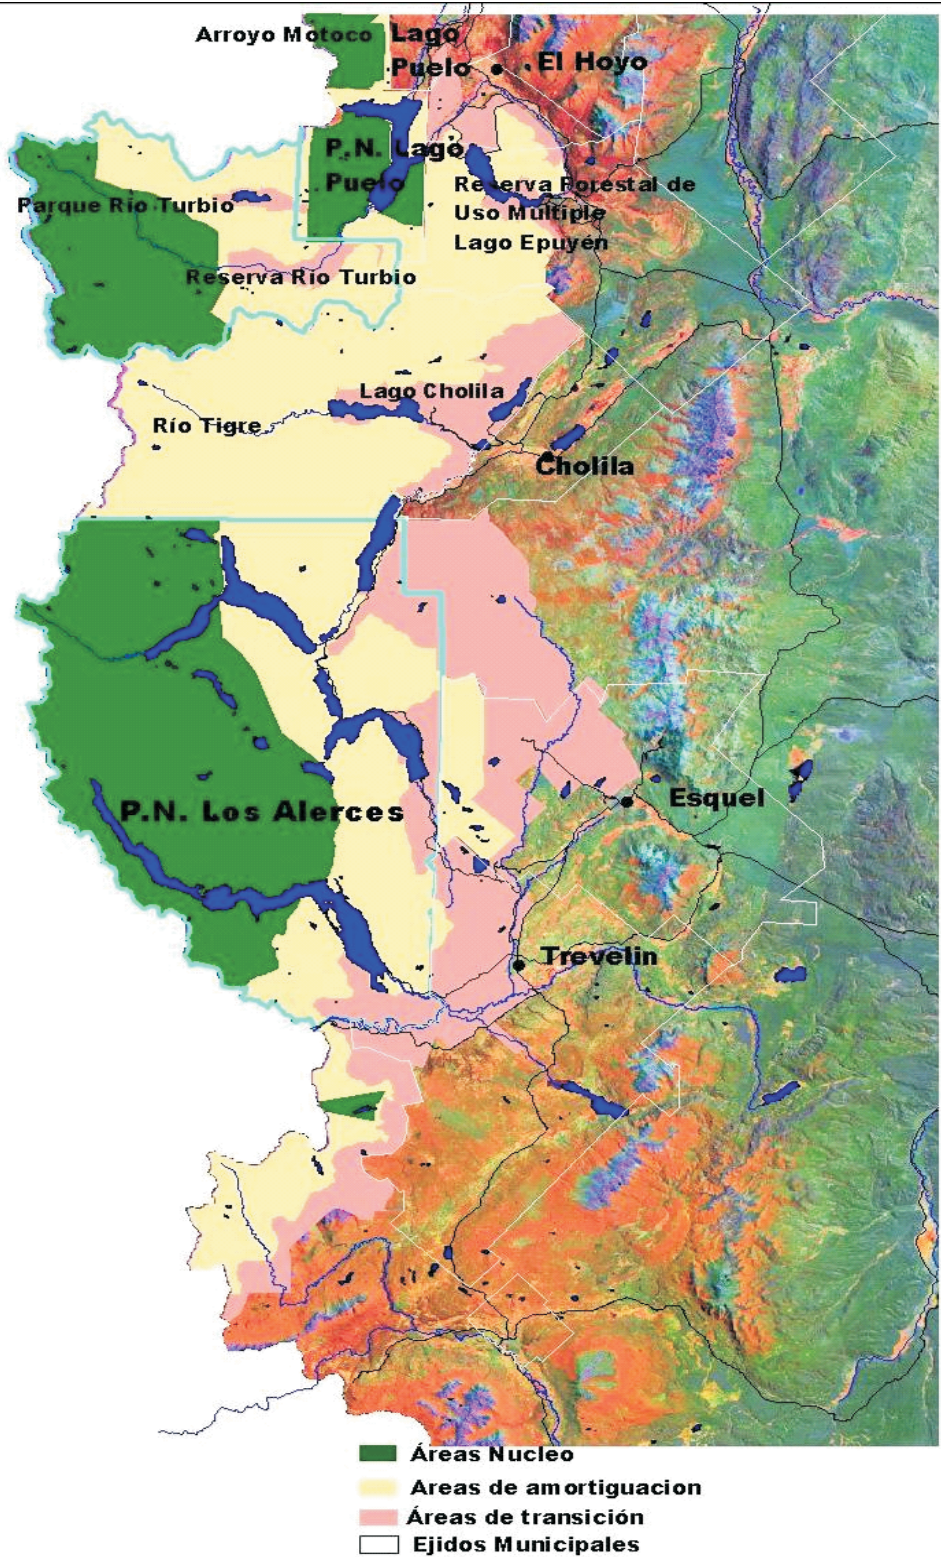 Arroyo Motoco
Lago
Puelo
El Hoyo
P.N. Lago
Puelo
Parque Río Turbio
Reserva Forestal de
Uso Múltiple
Lago Epuyén
Reserva Río Turbio
Lago Cholila
Río Tigre
Cholila
P.N. Los Alerces
Esquel
Trevelin
Áreas Nucleo
Areas de amortiguacion
Áreas de transición
Ejidos Municipales